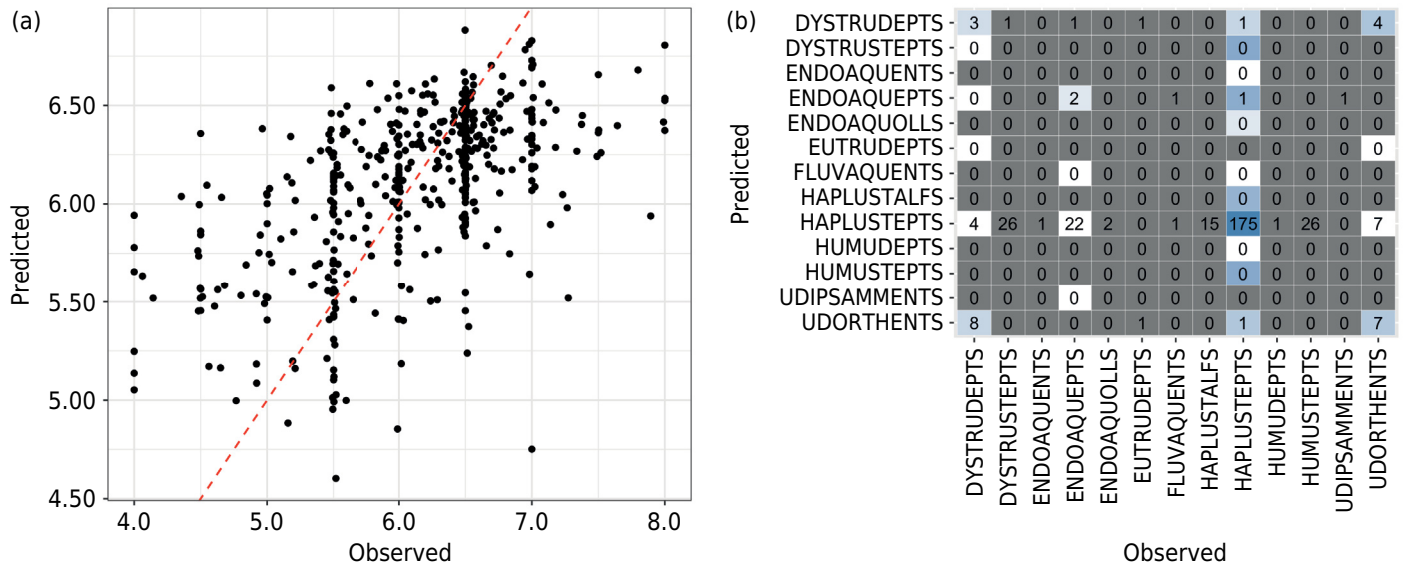 (a)
6.50
6.00
5.50
5.00
4.50
Predicted
4.0 5.0 6.0 7.0 8.0
Observed
(b)
Predicted
DYSTRUDEPTS 3 1 0 1 0 1 0 0 1 0 0 0 4
DYSTRUSTEPTS 0 0 0 0 0 0 0 0 0 0 0 0 0
ENDOAQUENTS 0 0 0 0 0 0 0 0 0 0 0 0 0
ENDOAQUEPTS 0 0 0 2 0 0 1 0 1 0 0 1 0
ENDOAQUOLLS 0 0 0 0 0 0 0 0 0 0 0 0 0
EUTRUDEPTS 0 0 0 0 0 0 0 0 0 0 0 0 0
FLUVAQUENTS 0 0 0 0 0 0 0 0 0 0 0 0 0
HAPLUSTALFS 0 0 0 0 0 0 0 0 0 0 0 0 0
HAPLUSTEPTS 4 26 1 22 2 0 1 15 175 1 26 0 7
HUMUDEPTS 0 0 0 0 0 0 0 0 0 0 0 0 0
HUMUSTEPTS 0 0 0 0 0 0 0 0 0 0 0 0 0
UDIPSAMMENTS 0 0 0 0 0 0 0 0 0 0 0 0 0
UDORTHENTS 8 0 0 0 0 1 0 0 1 0 0 0 7
DYSTRUDEPTS
DYSTRUSTEPTS
ENDOAQUENTS
ENDOAQUEPTS
ENDOAQUOLLS
EUTRUDEPTS
FLUVAQUENTS
HAPLUSTALFS
HAPLUSTEPTS
HUMUDEPTS
HUMUSTEPTS
UDIPSAMMENTS
UDORTHENTS
Observed